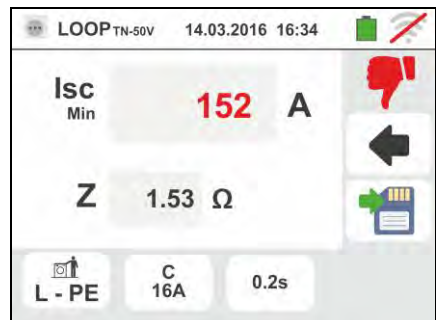 LOOP TN-50V 14.03.2016 16:34
Isc
Min
152 A
Z 1.53 Ω
L - PE
C
16A
0.2s